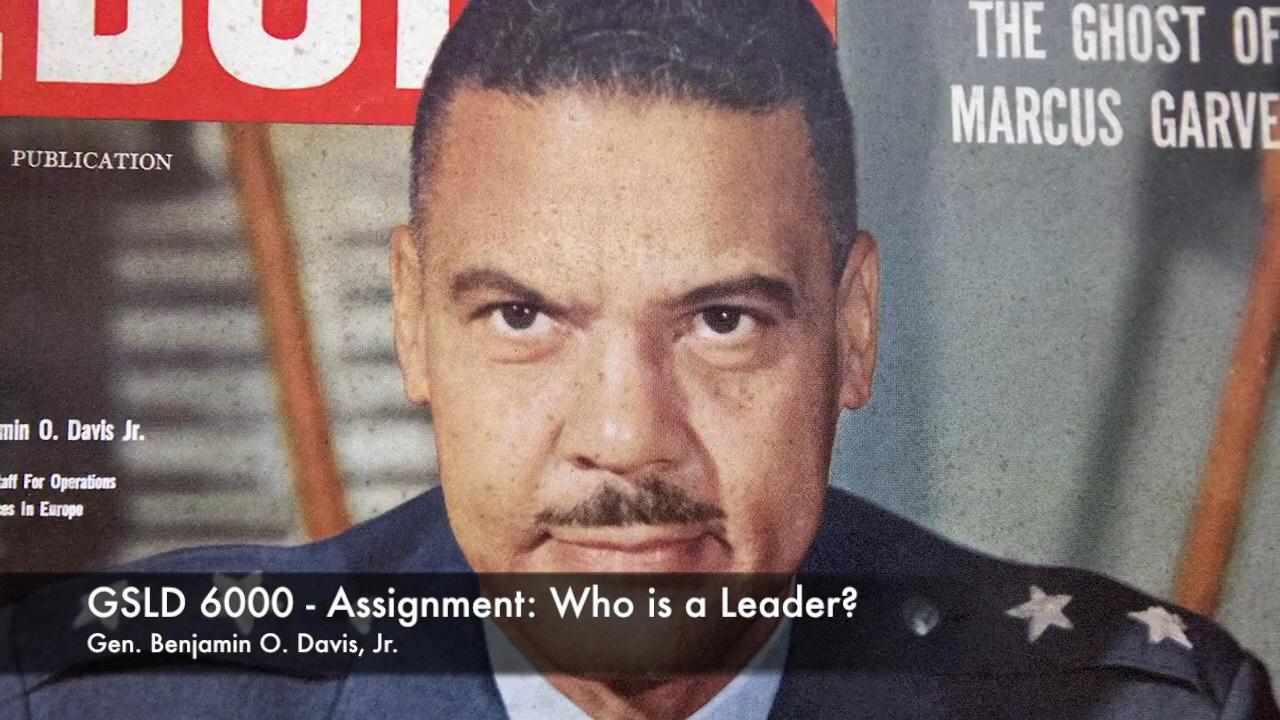 THE GHOST OF
MARCUS GARVE
PUBLICATION
min O. Davis Jr.
aff For Operations
es In Europe
GSLD 6000 - Assignment: Who is a Leader?
Gen. Benjamin O. Davis, Jr.